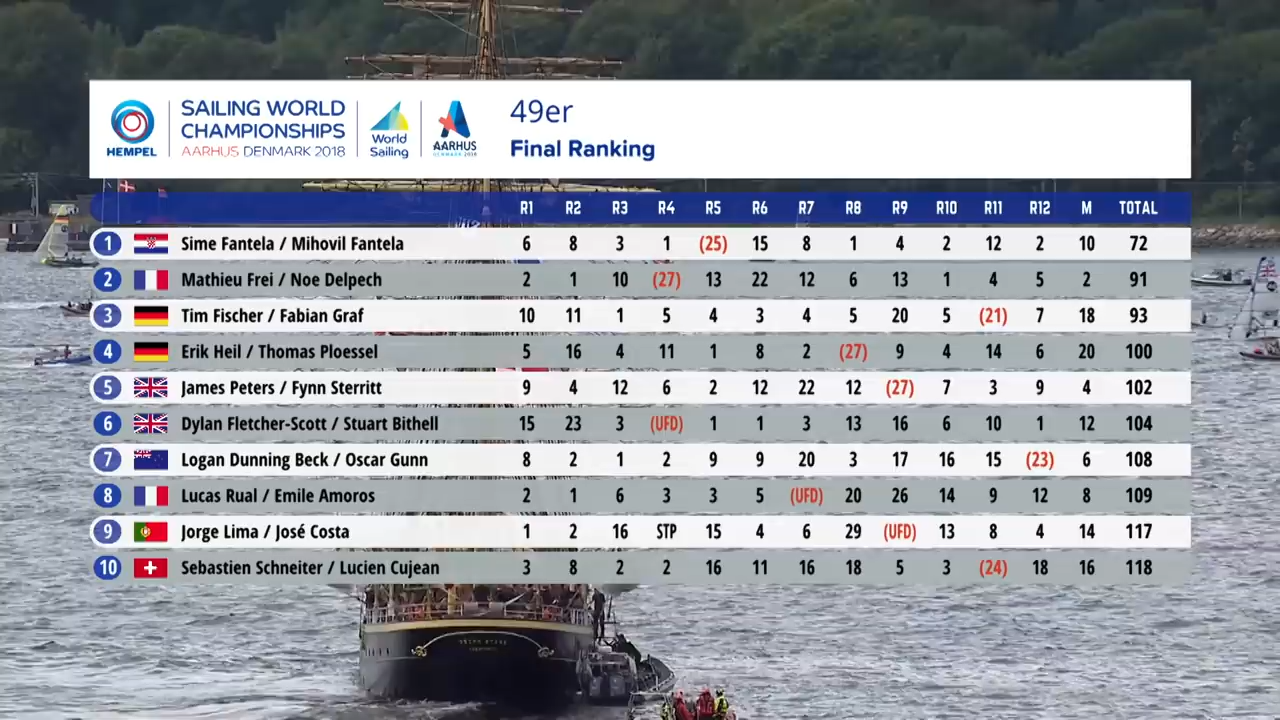 HEMPEL
SAILING WORLD
CHAMPIONSHIPS
AARHUS DENMARK 2018
World
Sailing
AARHUS
DENMARK 2018
49er
Final Ranking
R1 R2 R3 R4 R5 R6 R7 R8 R9 R10 R11 R12 M TOTAL
1 Sime Fantela / Mihovil Fantela 6 8 3 1 (25) 15 8 1 4 2 12 2 10 72
2 Mathieu Frei / Noe Delpech 2 1 10 (27) 13 22 12 6 13 1 4 5 2 91
3 Tim Fischer / Fabian Graf 10 11 1 5 4 3 4 5 20 5 (21) 7 18 93
4 Erik Heil / Thomas Ploessel 5 16 4 11 1 8 2 (27) 9 4 14 6 20 100
5 James Peters / Fynn Sterritt 9 4 12 6 2 12 22 12 (27) 7 3 9 4 102
6 Dylan Fletcher-Scott / Stuart Bithell 15 23 3 (UFD) 1 1 3 13 16 6 10 1 12 104
7 Logan Dunning Beck / Oscar Gunn 8 2 1 2 9 9 20 3 17 16 15 (23) 6 108
8 Lucas Rual / Emile Amoros 2 1 6 3 3 5 (UFD) 20 26 14 9 12 8 109
9 Jorge Lima / José Costa 1 2 16 STP 15 4 6 29 (UFD) 13 8 4 14 117
10 Sebastien Schneiter / Lucien Cujean 3 8 2 2 16 11 16 18 5 3 (24) 18 16 118